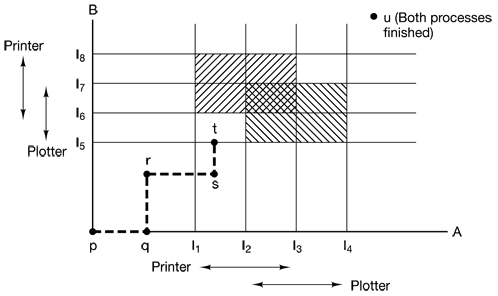 B
u (Both processes
finished)
Printer
I8
I7
I6
Plotter
I5
t
r
s
p
q
I1
I2
I3
I4
A
Printer
Plotter